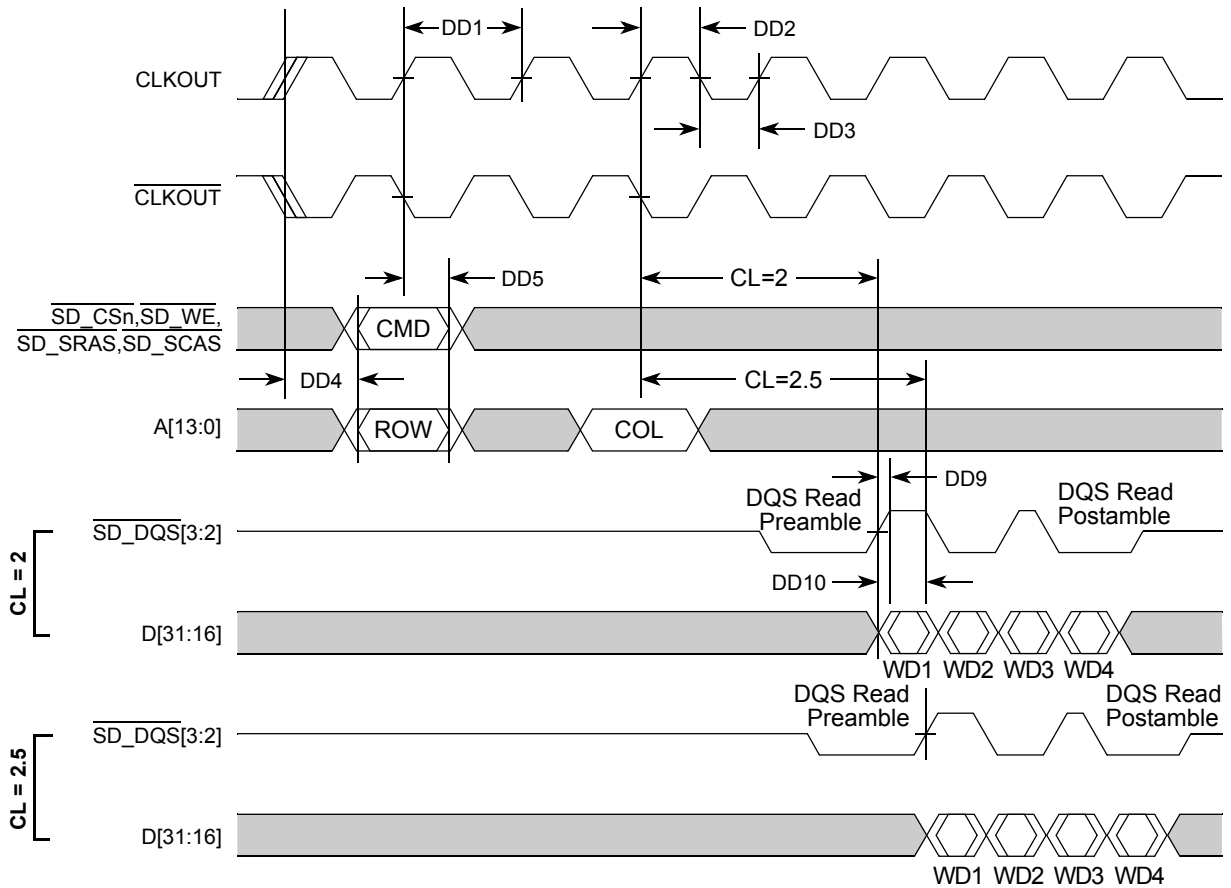 DD1
DD2
CLKOUT
DD3
CLKOUT
DD5
CL=2
SD_CSn,SD_WE,
SD_SRAS,SD_SCAS
CMD
DD4
CL=2.5
A[13:0]
ROW
COL
DD9
DQS Read
Preamble
DQS Read
Postamble
SD_DQS[3:2]
CL = 2
DD10
D[31:16]
WD1 WD2 WD3 WD4
DQS Read
Preamble
DQS Read
Postamble
SD_DQS[3:2]
CL = 2.5
D[31:16]
WD1 WD2 WD3 WD4